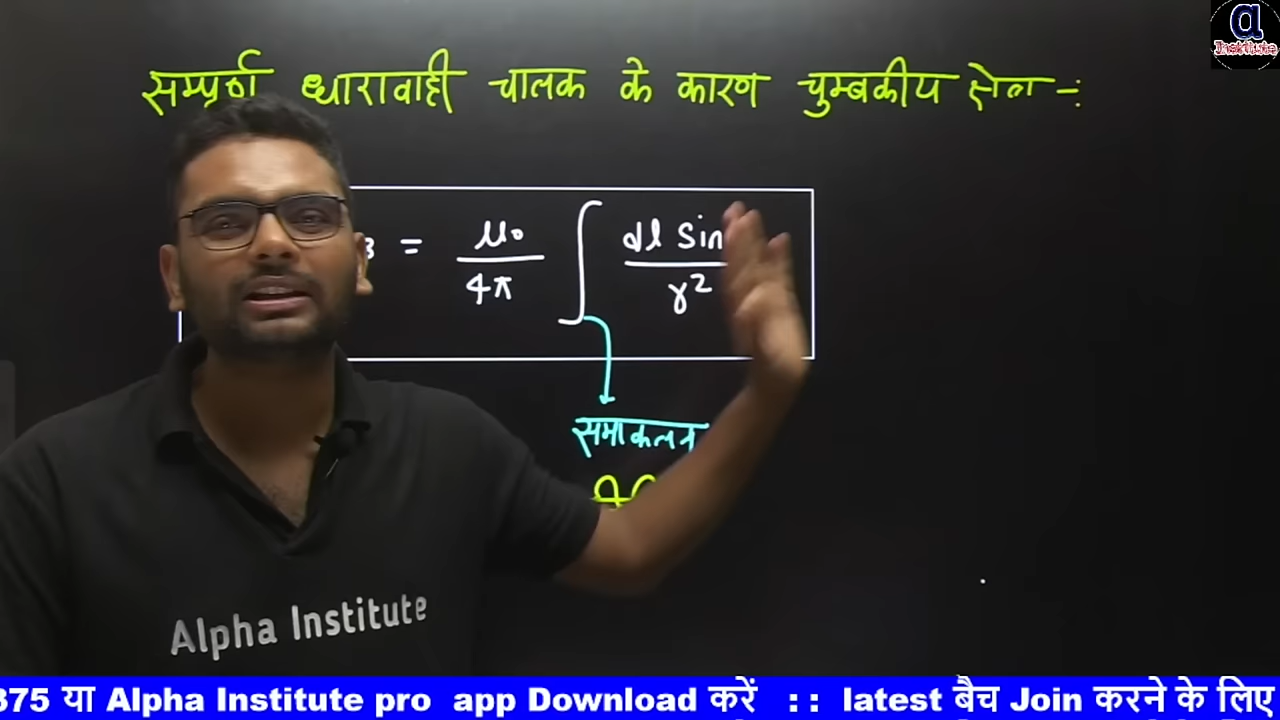 α
Institute
सम्पूर्ण धारावाही चालक के कारण चुम्बकीय क्षेत्र -:
B = μ₀ / 4π ∫ dl Sin / r²
समाकलन
Alpha Institute
375 या Alpha Institute pro app Download करें : : latest बैच Join करने के लिए